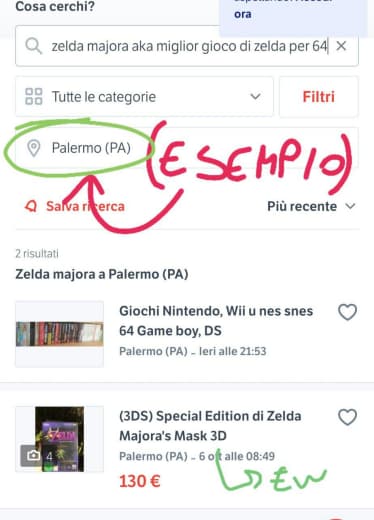 Cosa cerchi?
ora
zelda majora aka miglior gioco di zelda per 64
Tutte le categorie
Filtri
Palermo (PA)
(ESEMPIO)
Salva ricerca
Più recente
2 risultati
Zelda majora a Palermo (PA)
Giochi Nintendo, Wii u nes snes
64 Game boy, DS
Palermo (PA) - Ieri alle 21:53
(3DS) Special Edition di Zelda
Majora's Mask 3D
4
Palermo (PA) - 6 ott alle 08:49
130 €
EW